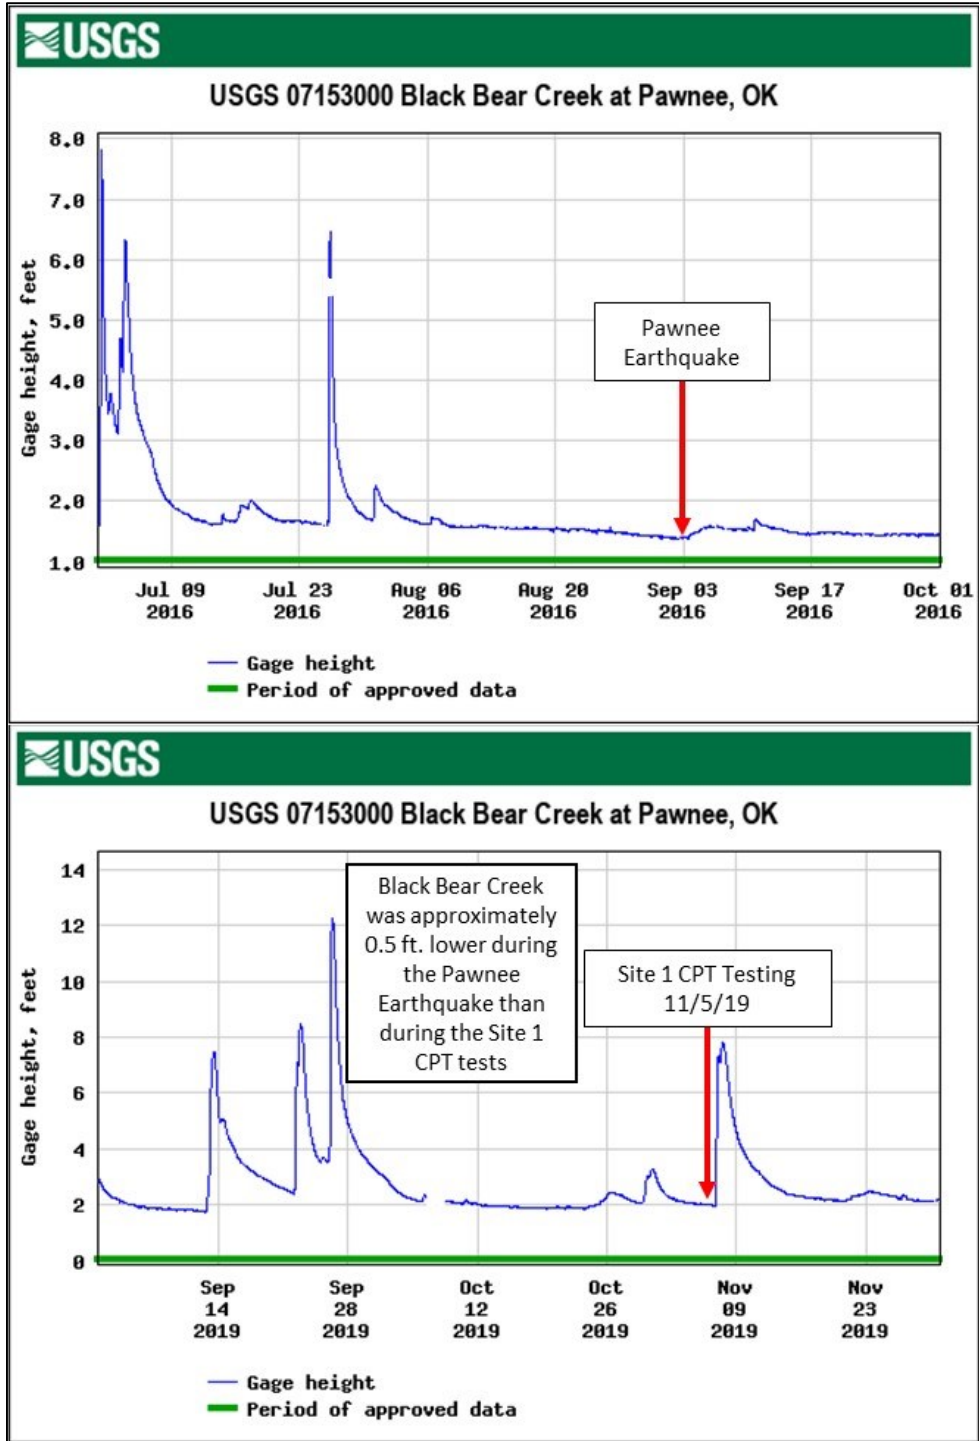 USGS
USGS 07153000 Black Bear Creek at Pawnee, OK
Gage height, feet
8.0
7.0
6.0
5.0
4.0
3.0
2.0
1.0
Pawnee
Earthquake
Jul 09
2016
Jul 23
2016
Aug 06
2016
Aug 20
2016
Sep 03
2016
Sep 17
2016
Oct 01
2016
Gage height
Period of approved data
USGS
USGS 07153000 Black Bear Creek at Pawnee, OK
Gage height, feet
14
12
10
8
6
4
2
0
Black Bear Creek
was approximately
0.5 ft. lower during
the Pawnee
Earthquake than
during the Site 1
CPT tests
Site 1 CPT Testing
11/5/19
Sep
14
2019
Sep
28
2019
Oct
12
2019
Oct
26
2019
Nov
09
2019
Nov
23
2019
Gage height
Period of approved data